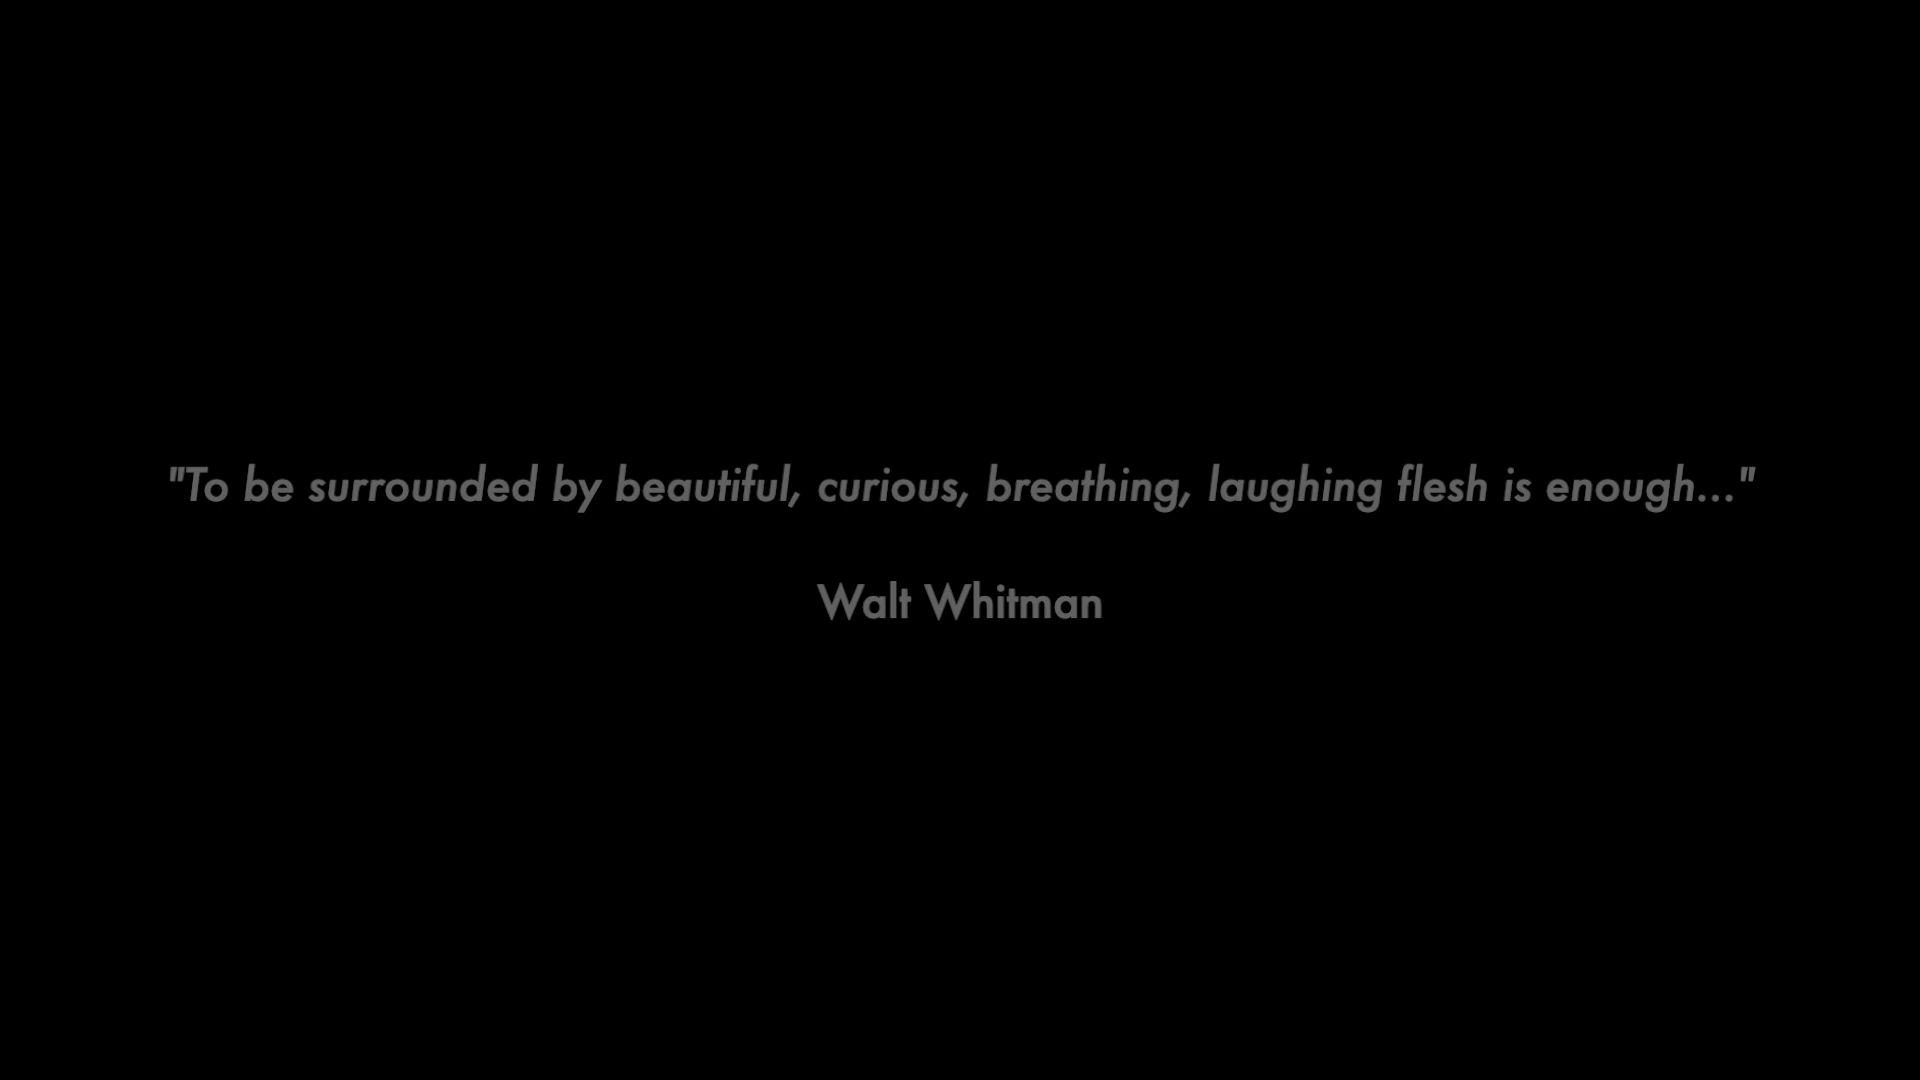 "To be surrounded by beautiful, curious, breathing, laughing flesh is enough..."
Walt Whitman